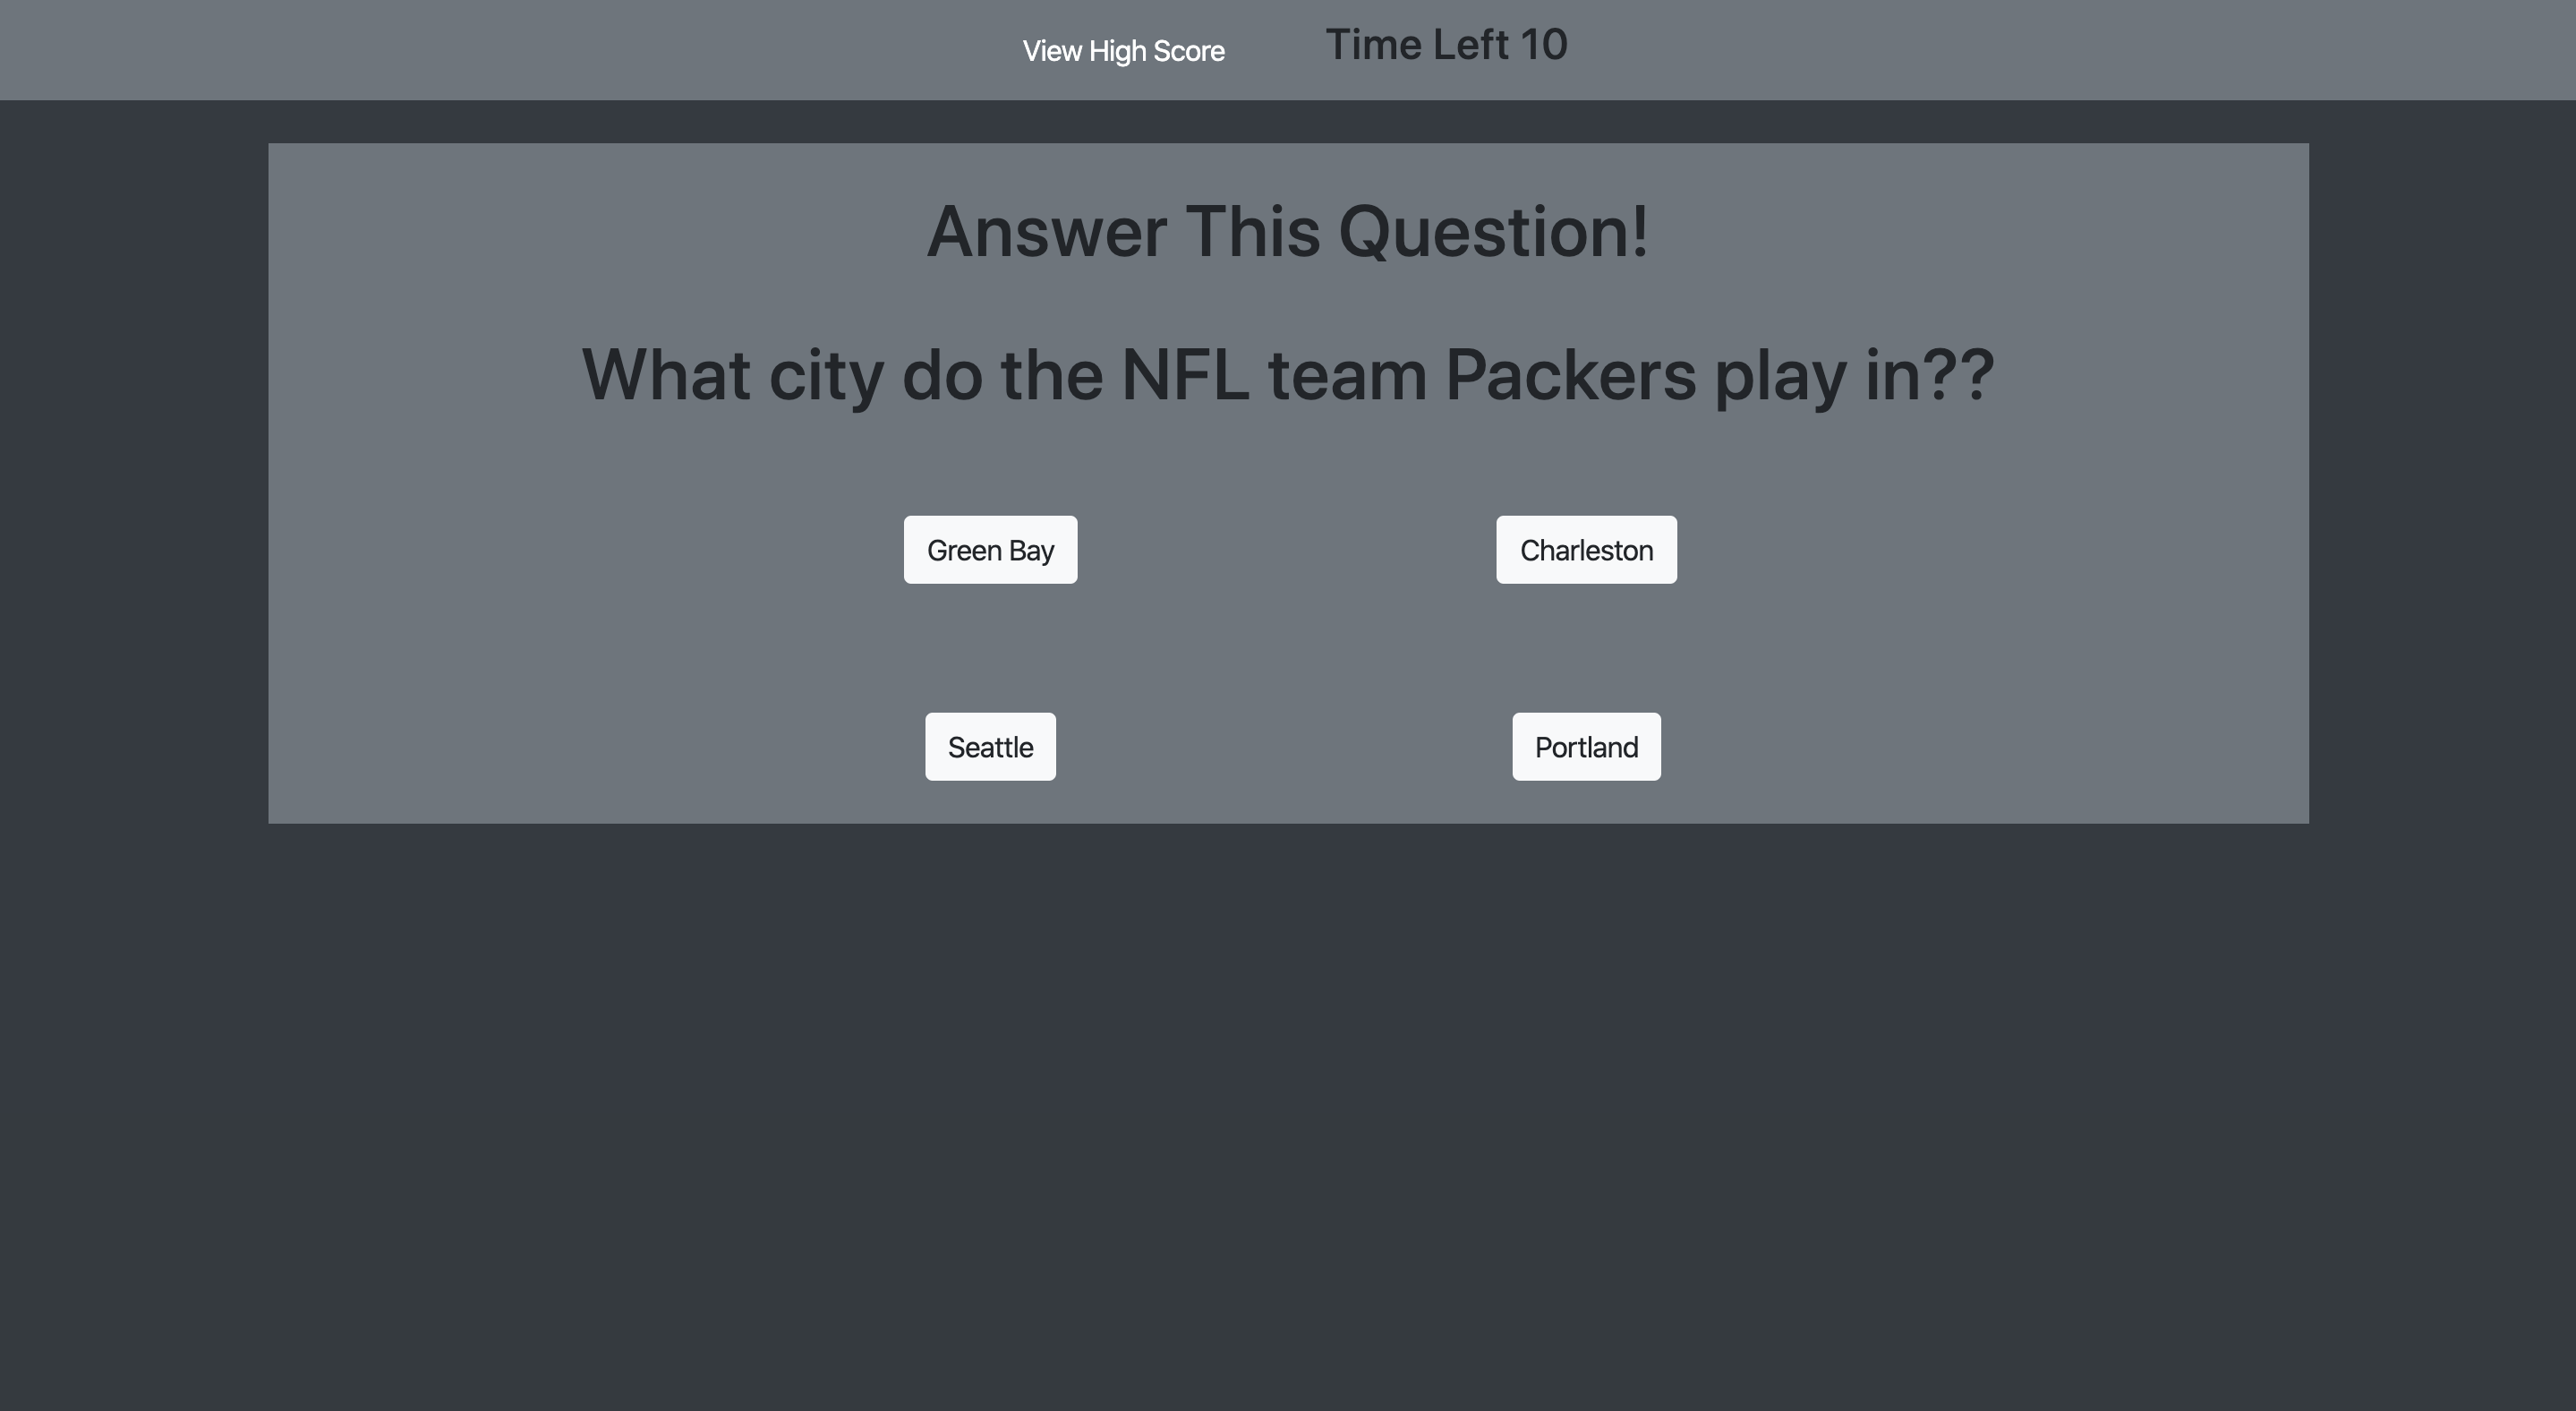 View High Score
Time Left 10
Answer This Question!
What city do the NFL team Packers play in??
Green Bay
Charleston
Seattle
Portland